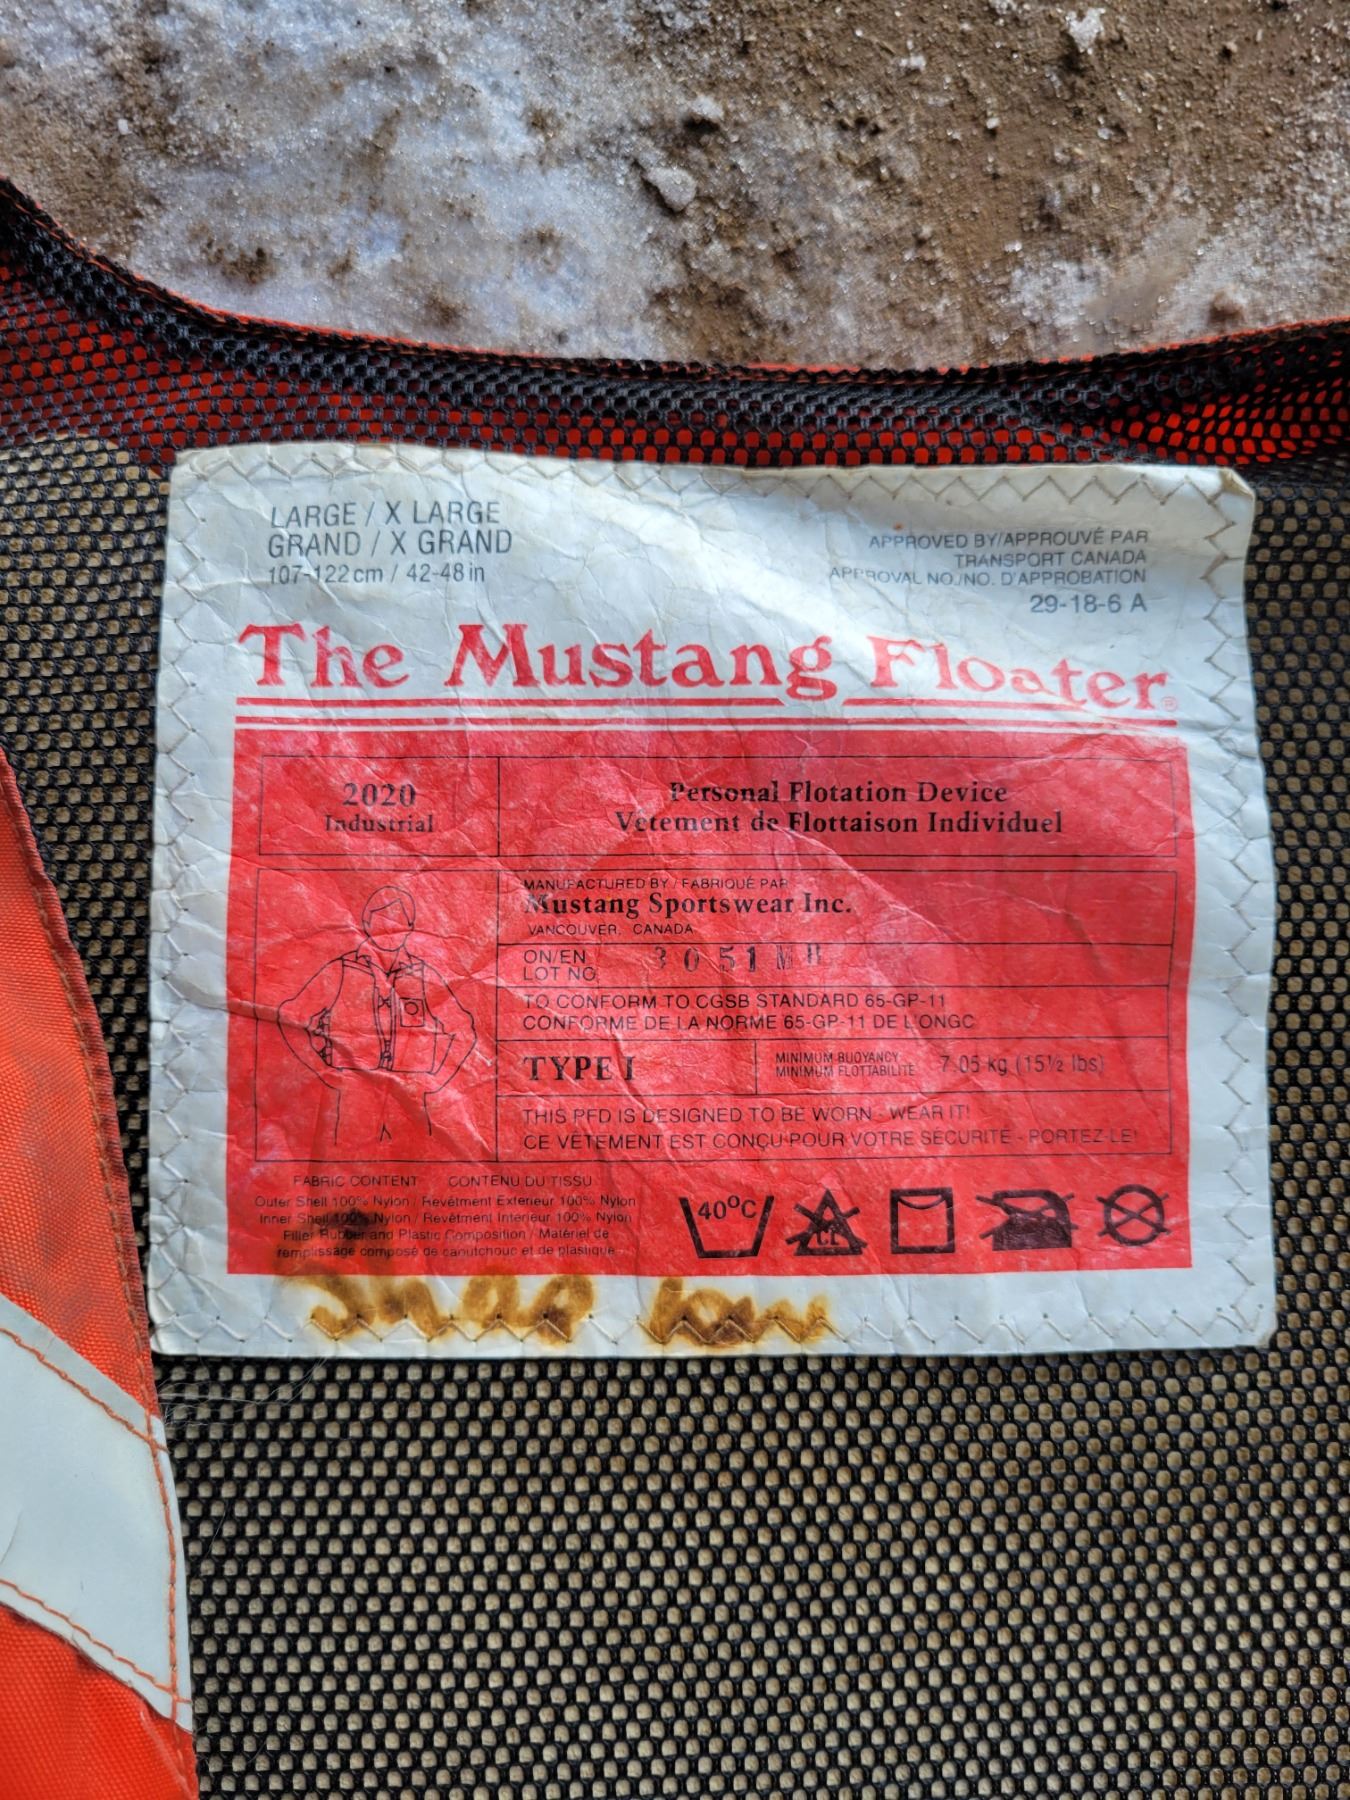 LARGE / X LARGE
GRAND / X GRAND
107-122 cm / 42-48 in
APPROVED BY/APPROUVÉ PAR
TRANSPORT CANADA
APPROVAL NO./NO. D'APPROBATION
29-18-6 A
The Mustang Floater®
2020
Industrial
Personal Flotation Device
Vêtement de Flottaison Individuel
MANUFACTURED BY / FABRIQUÉ PAR
Mustang Sportswear Inc.
VANCOUVER, CANADA
ON/EN
LOT NO.
TO CONFORM TO CGSB STANDARD 65-GP-11
CONFORME DE LA NORME 65-GP-11 DE L'ONGC
TYPE I
MINIMUM BUOYANCY
MINIMUM FLOTTABILITÉ
7.05 kg (15½ lbs)
THIS PFD IS DESIGNED TO BE WORN - WEAR IT!
CE VÊTEMENT EST CONÇU POUR VOTRE SÉCURITÉ - PORTEZ-LE!
FABRIC CONTENT CONTENU DU TISSU
Outer Shell 100% Nylon / Revêtment Extérieur 100% Nylon
Inner Shell 100% Nylon / Revêtment Intérieur 100% Nylon
Filler Rubber and Plastic Composition / Matériel de
remplissage composé de caoutchouc et de plastique
40°C
CL